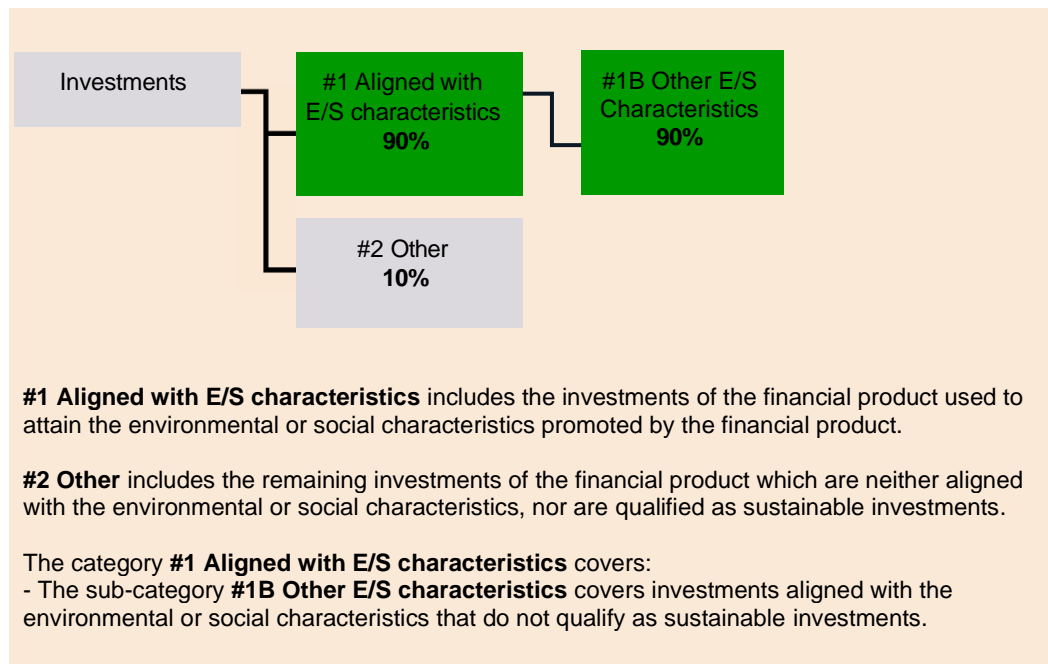 Investments
#1 Aligned with
E/S characteristics
90%
#1B Other E/S
Characteristics
90%
#2 Other
10%
#1 Aligned with E/S characteristics includes the investments of the financial product used to
attain the environmental or social characteristics promoted by the financial product.
#2 Other includes the remaining investments of the financial product which are neither aligned
with the environmental or social characteristics, nor are qualified as sustainable investments.
The category #1 Aligned with E/S characteristics covers:
- The sub-category #1B Other E/S characteristics covers investments aligned with the
environmental or social characteristics that do not qualify as sustainable investments.